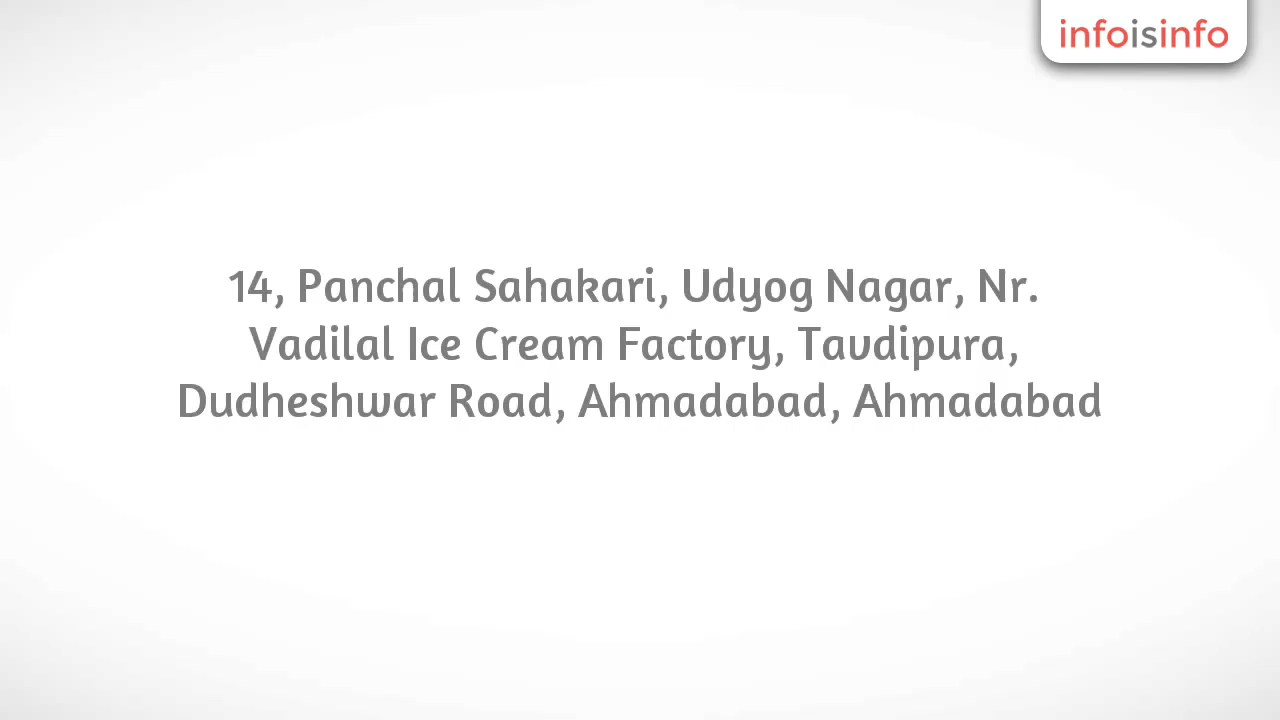 infoisinfo
14, Panchal Sahakari, Udyog Nagar, Nr.
Vadilal Ice Cream Factory, Tavdipura,
Dudheshwar Road, Ahmadabad, Ahmadabad